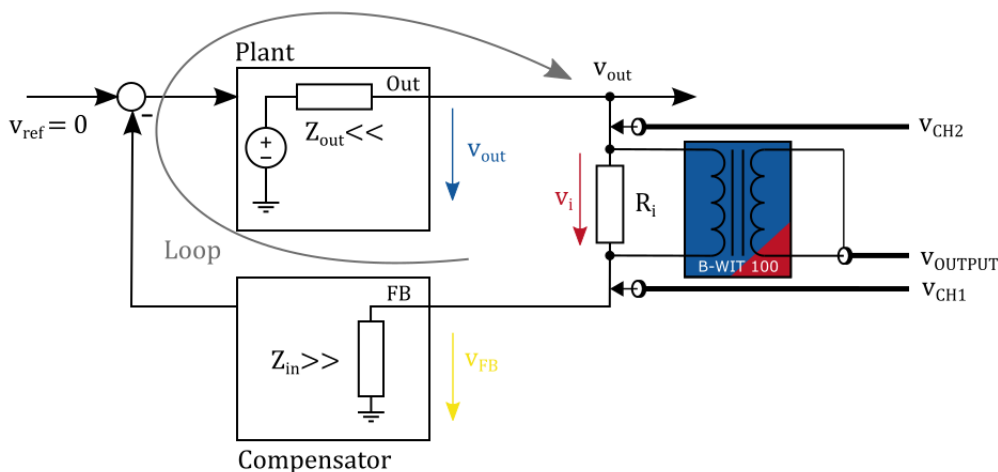 Plant
Out
v_out
v_ref = 0
-
Z_out<<
+
-
v_out
v_CH2
v_i
R_i
Loop
B-WIT 100
v_OUTPUT
v_CH1
FB
Z_in>>
v_FB
Compensator